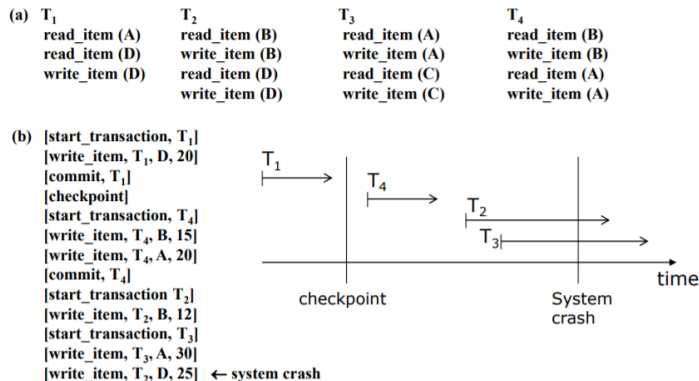 (a) T1 T2 T3 T4
read_item (A) read_item (B) read_item (A) read_item (B)
read_item (D) write_item (B) write_item (A) write_item (B)
write_item (D) read_item (D) read_item (C) read_item (A)
write_item (D) write_item (C) write_item (A)
(b) [start_transaction, T1]
[write_item, T1, D, 20]
[commit, T1]
[checkpoint]
[start_transaction, T4]
[write_item, T4, B, 15]
[write_item, T4, A, 20]
[commit, T4]
[start_transaction T2]
[write_item, T2, B, 12]
[start_transaction, T3]
[write_item, T3, A, 30]
[write_item, T2, D, 25] ← system crash
T1
T4
T2
T3
time
checkpoint
System
crash